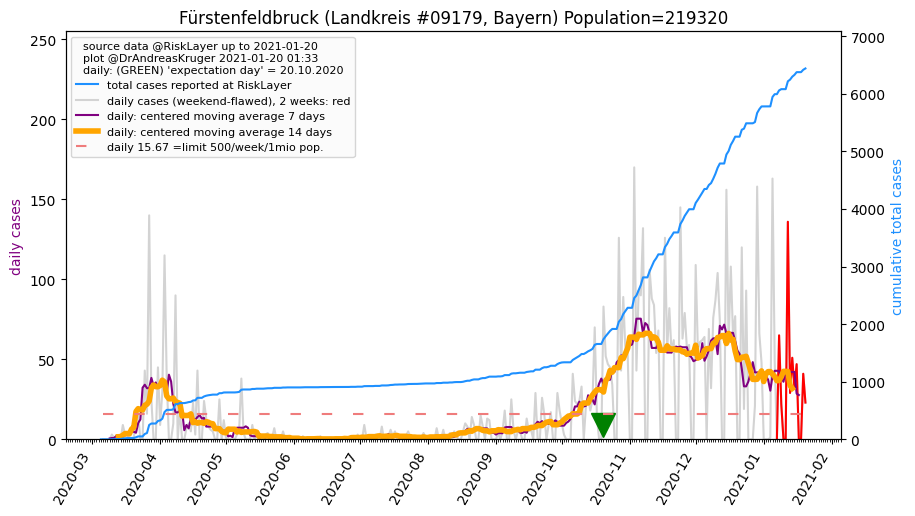 Fürstenfeldbruck (Landkreis #09179, Bayern) Population=219320
source data @RiskLayer up to 2021-01-20
plot @DrAndreasKruger 2021-01-20 01:33
daily: (GREEN) 'expectation day' = 20.10.2020
total cases reported at RiskLayer
daily cases (weekend-flawed), 2 weeks: red
daily: centered moving average 7 days
daily: centered moving average 14 days
daily 15.67 =limit 500/week/1mio pop.
daily cases
250
200
150
100
50
0
cumulative total cases
7000
6000
5000
4000
3000
2000
1000
0
2020-03
2020-04
2020-05
2020-06
2020-07
2020-08
2020-09
2020-10
2020-11
2020-12
2021-01
2021-02